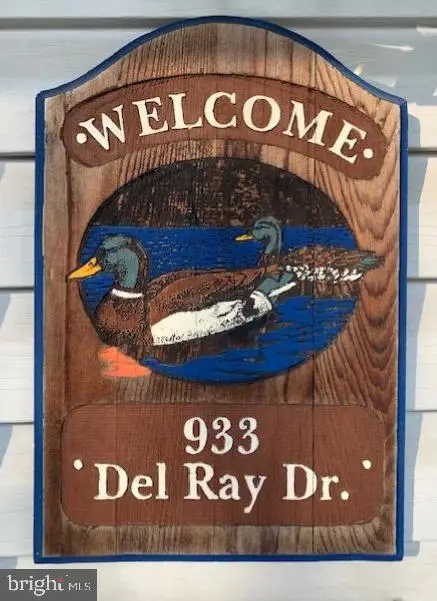 • WELCOME •
933
• Del Ray Dr. •
bright MLS